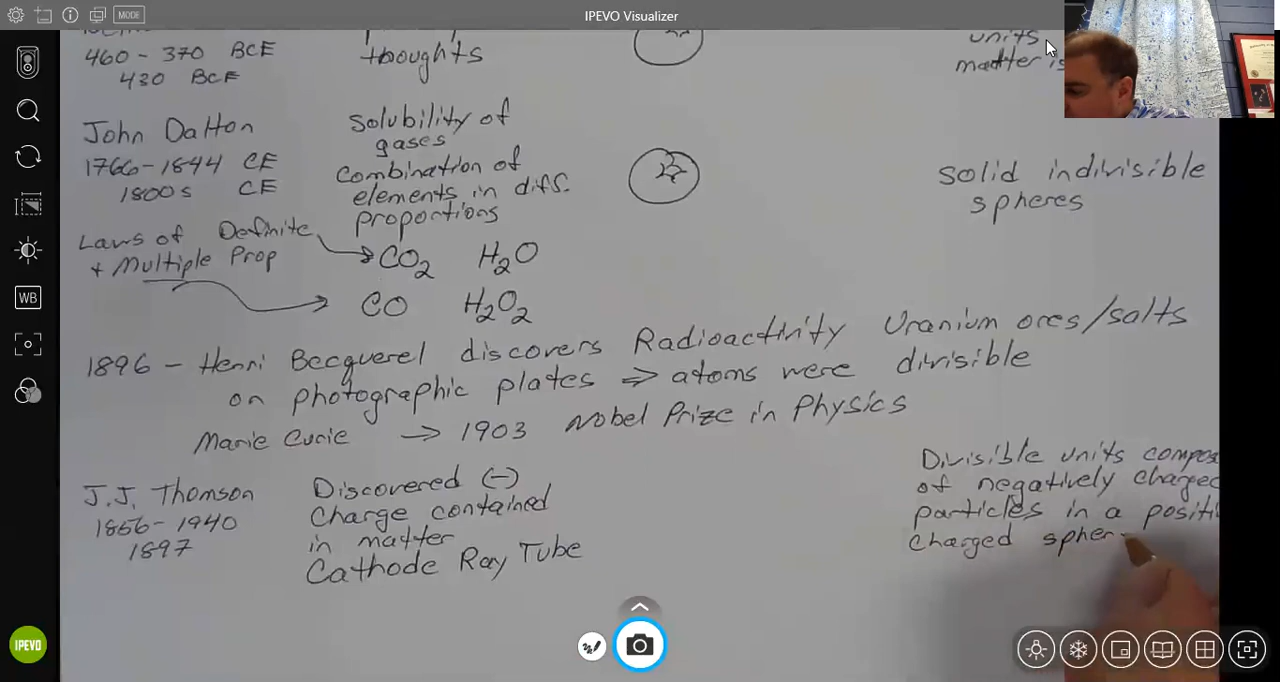 IPEVO Visualizer
MODE
460 - 370 BCE
430 BCE
thoughts
units
matter is
John Dalton
1766-1844 CE
1800s CE
Solubility of
gases
Combination of
elements in diff.
proportions
solid indivisible
spheres
Laws of Definite
+ Multiple Prop
CO2 H2O
CO H2O2
1896 - Henri Becquerel discovers Radioactivity Uranium ores/salts
on photographic plates => atoms were divisible
Marie Curie -> 1903 Nobel Prize in Physics
J.J. Thomson
1856-1940
1897
Discovered (-)
Charge contained
in matter
Cathode Ray Tube
Divisible units compos
of negatively charged
particles in a positi
charged spher
WB
IPEVO